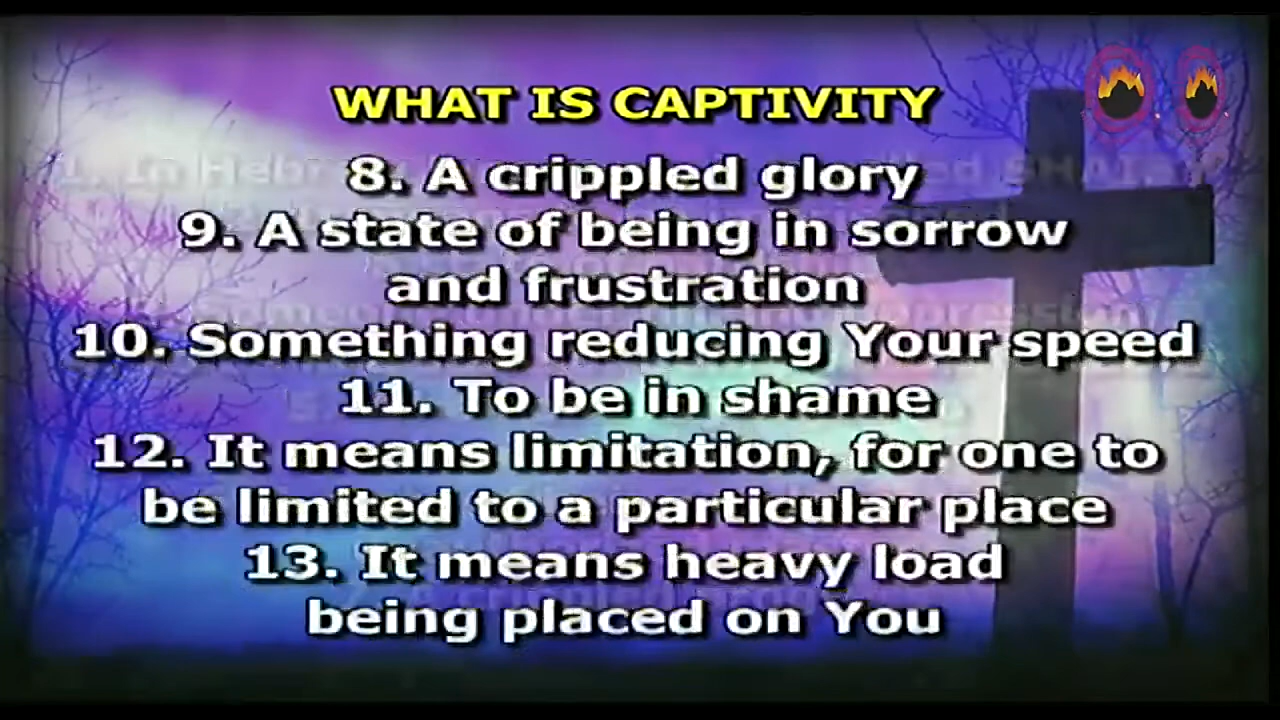 WHAT IS CAPTIVITY
8. A crippled glory
9. A state of being in sorrow
and frustration
10. Something reducing Your speed
11. To be in shame
12. It means limitation, for one to
be limited to a particular place
13. It means heavy load
being placed on You